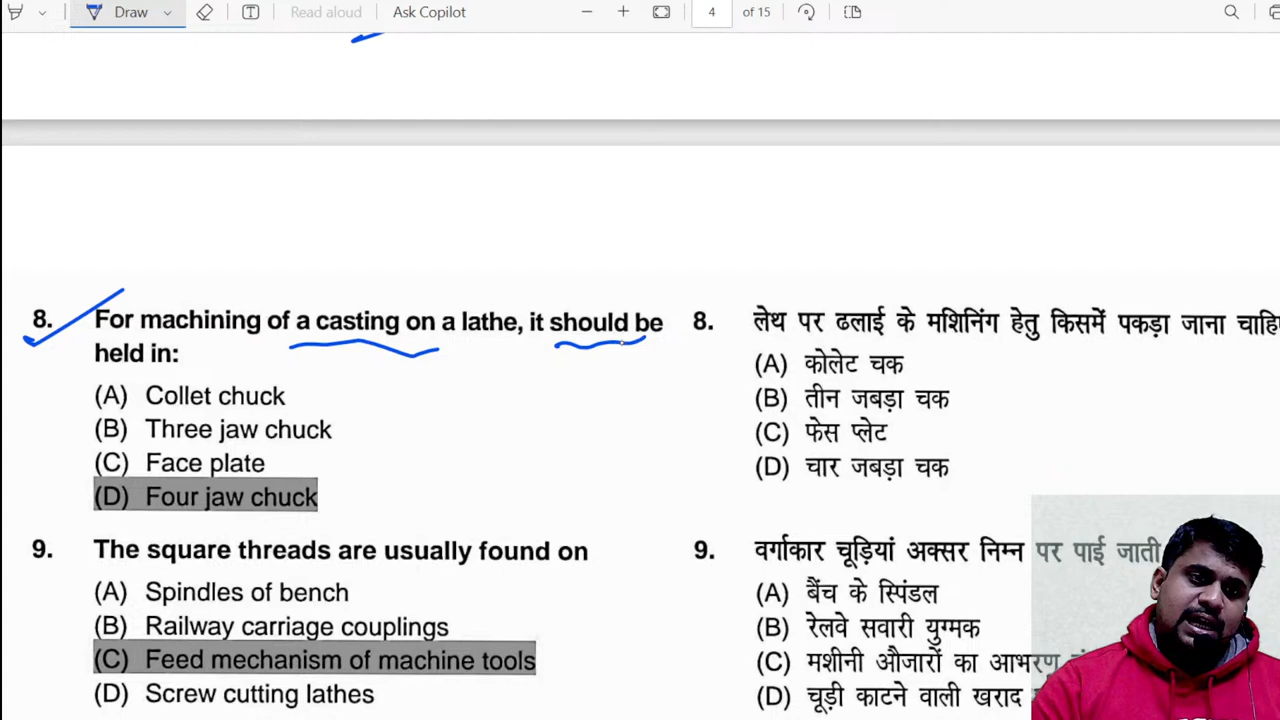 Draw
Read aloud
Ask Copilot
4
of 15
8. For machining of a casting on a lathe, it should be
held in:
(A) Collet chuck
(B) Three jaw chuck
(C) Face plate
(D) Four jaw chuck
9. The square threads are usually found on
(A) Spindles of bench
(B) Railway carriage couplings
(C) Feed mechanism of machine tools
(D) Screw cutting lathes
8. लेथ पर ढलाई के मशिनिंग हेतु किसमें पकड़ा जाना
(A) कोलेट चक
(B) तीन जबड़ा चक
(C) फेस प्लेट
(D) चार जबड़ा चक
9. वर्गाकार चूड़ियां अक्सर निम्न पर पाई जाती
(A) बैंच के स्पिंडल
(B) रेलवे सवारी युग्मक
(C) मशीनी औजारों का आभरण
(D) चूड़ी काटने वाली खराद